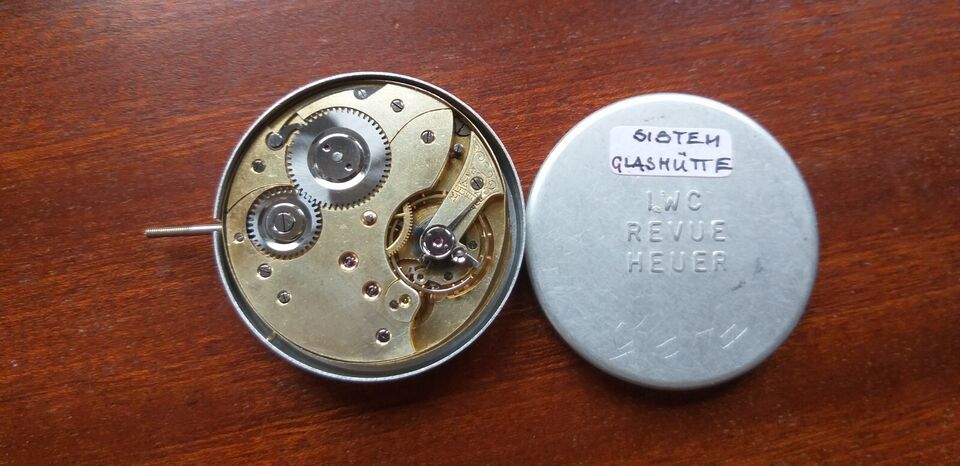 SISTEM
GLASHÜTTE
IWC
REVUE
HEUER